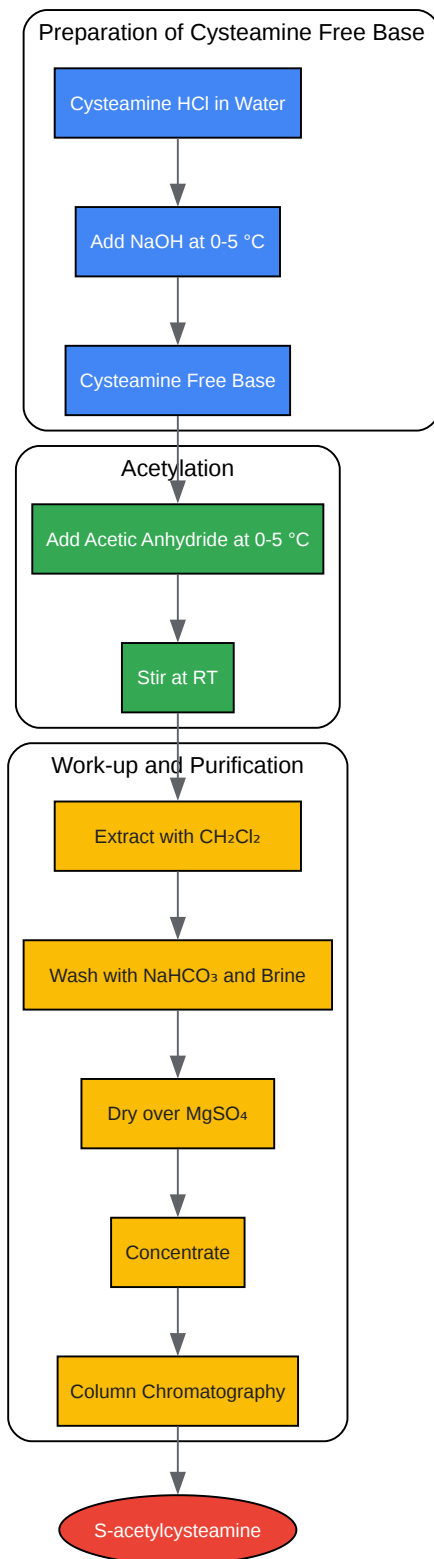 Preparation of Cysteamine Free Base
Cysteamine HCl in Water
Add NaOH at 0-5 °C
Cysteamine Free Base
Acetylation
Add Acetic Anhydride at 0-5 °C
Stir at RT
Work-up and Purification
Extract with CH₂Cl₂
Wash with NaHCO₃ and Brine
Dry over MgSO₄
Concentrate
Column Chromatography
S-acetylcysteamine